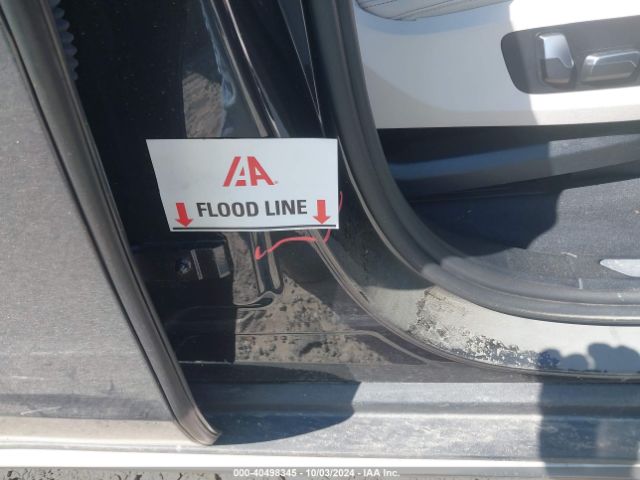 IAA
FLOOD LINE
000-40498345 - 10/03/2024 - IAA Inc.